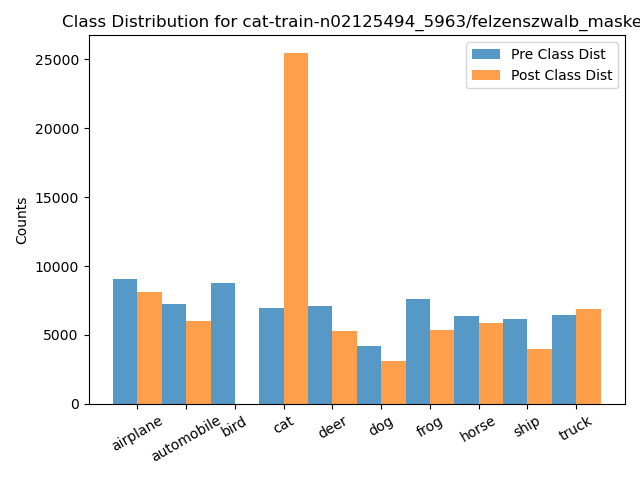 Class Distribution for cat-train-n02125494_5963/felzenszwalb_maske
Pre Class Dist
Post Class Dist
Counts
25000
20000
15000
10000
5000
0
airplane
automobile
bird
cat
deer
dog
frog
horse
ship
truck